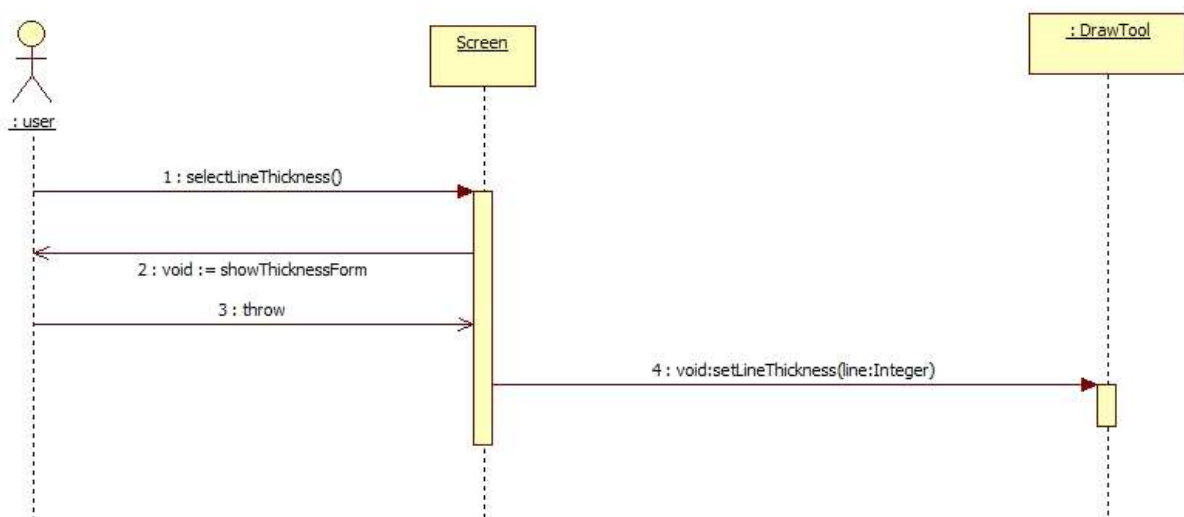 Screen
: DrawTool
: user
1 : selectLineThickness()
2 : void := showThicknessForm
3 : throw
4 : void:setLineThickness(line:Integer)